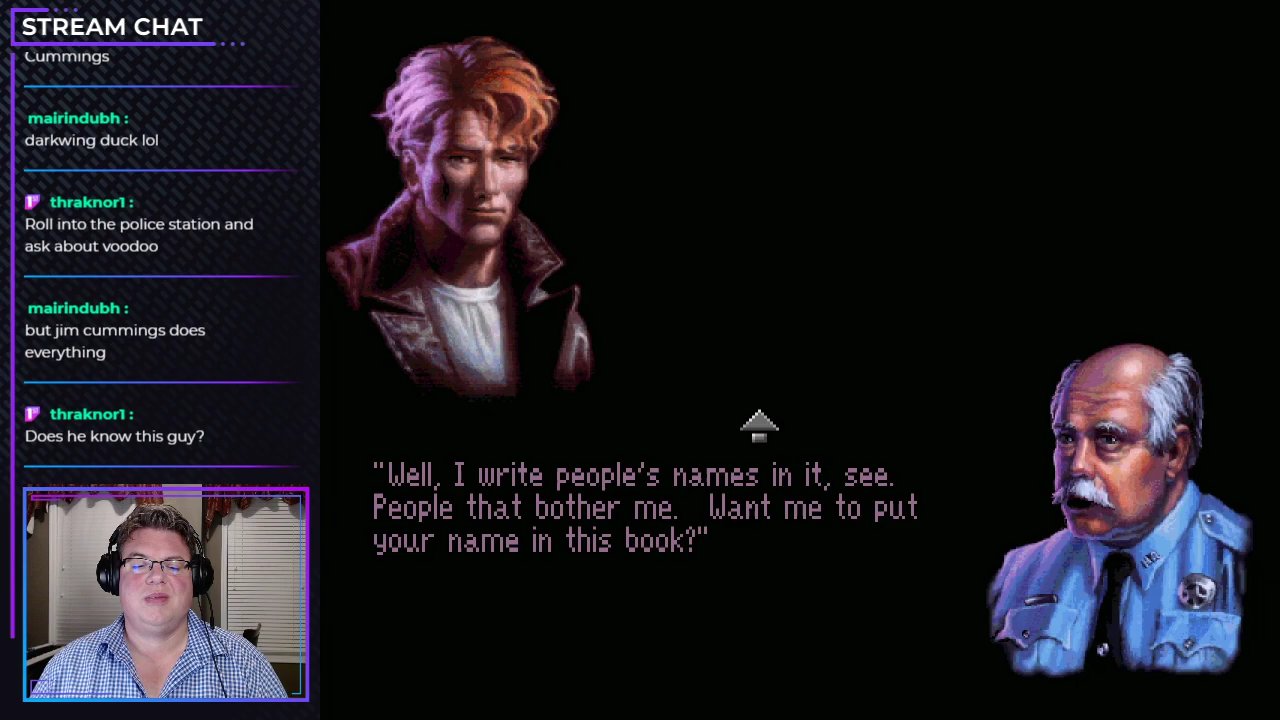 STREAM CHAT
Cummings
mairindubh :
darkwing duck lol
thraknor1 :
Roll into the police station and
ask about voodoo
mairindubh :
but jim cummings does
everything
thraknor1 :
Does he know this guy?
"Well, I write people's names in it, see.
People that bother me.  Want me to put
your name in this book?"